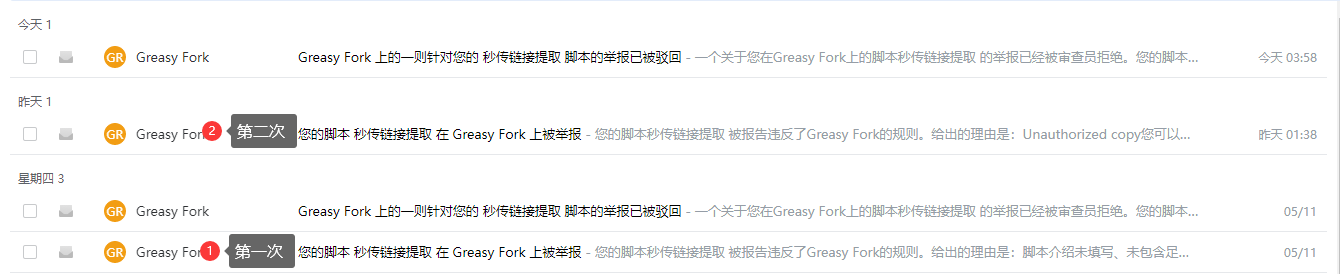 今天 1
GR Greasy Fork Greasy Fork 上的一则针对您的 秒传链接提取 脚本的举报已被驳回 - 一个关于您在Greasy Fork上的脚本秒传链接提取 的举报已经被审查员拒绝。您的脚本... 今天 03:58
昨天 1
GR Greasy For 2 第二次 您的脚本 秒传链接提取 在 Greasy Fork 上被举报 - 您的脚本秒传链接提取 被报告违反了Greasy Fork的规则。给出的理由是：Unauthorized copy您可以... 昨天 01:38
星期四 3
GR Greasy Fork Greasy Fork 上的一则针对您的 秒传链接提取 脚本的举报已被驳回 - 一个关于您在Greasy Fork上的脚本秒传链接提取 的举报已经被审查员拒绝。您的脚本... 05/11
GR Greasy For 1 第一次 您的脚本 秒传链接提取 在 Greasy Fork 上被举报 - 您的脚本秒传链接提取 被报告违反了Greasy Fork的规则。给出的理由是：脚本介绍未填写、未包含足... 05/11